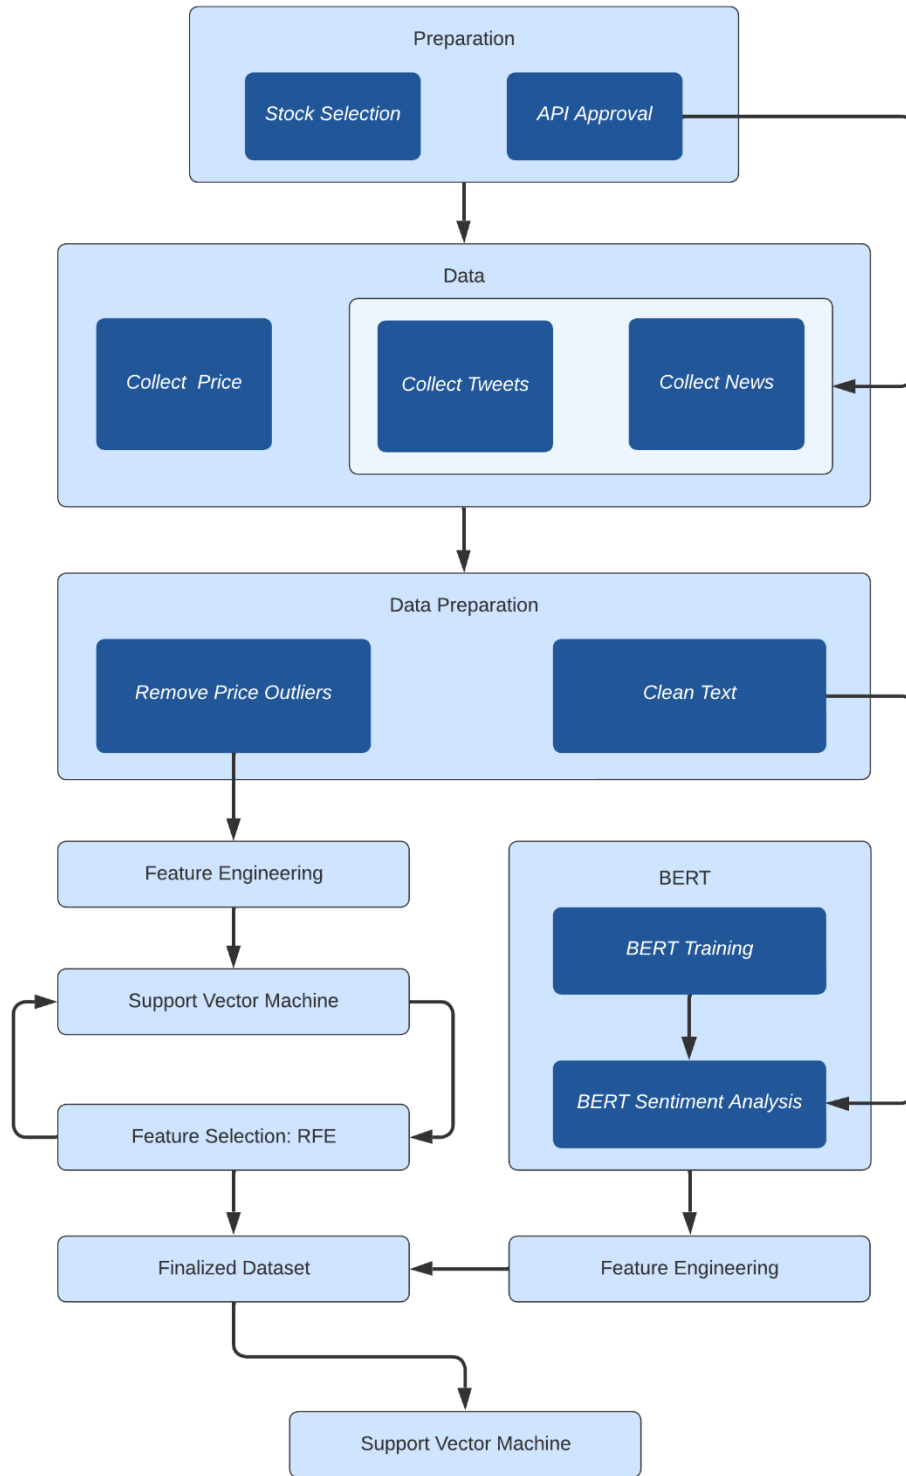 Preparation
Stock Selection
API Approval
Data
Collect  Price
Collect Tweets
Collect News
Data Preparation
Remove Price Outliers
Clean Text
Feature Engineering
BERT
BERT Training
Support Vector Machine
BERT Sentiment Analysis
Feature Selection: RFE
Finalized Dataset
Feature Engineering
Support Vector Machine